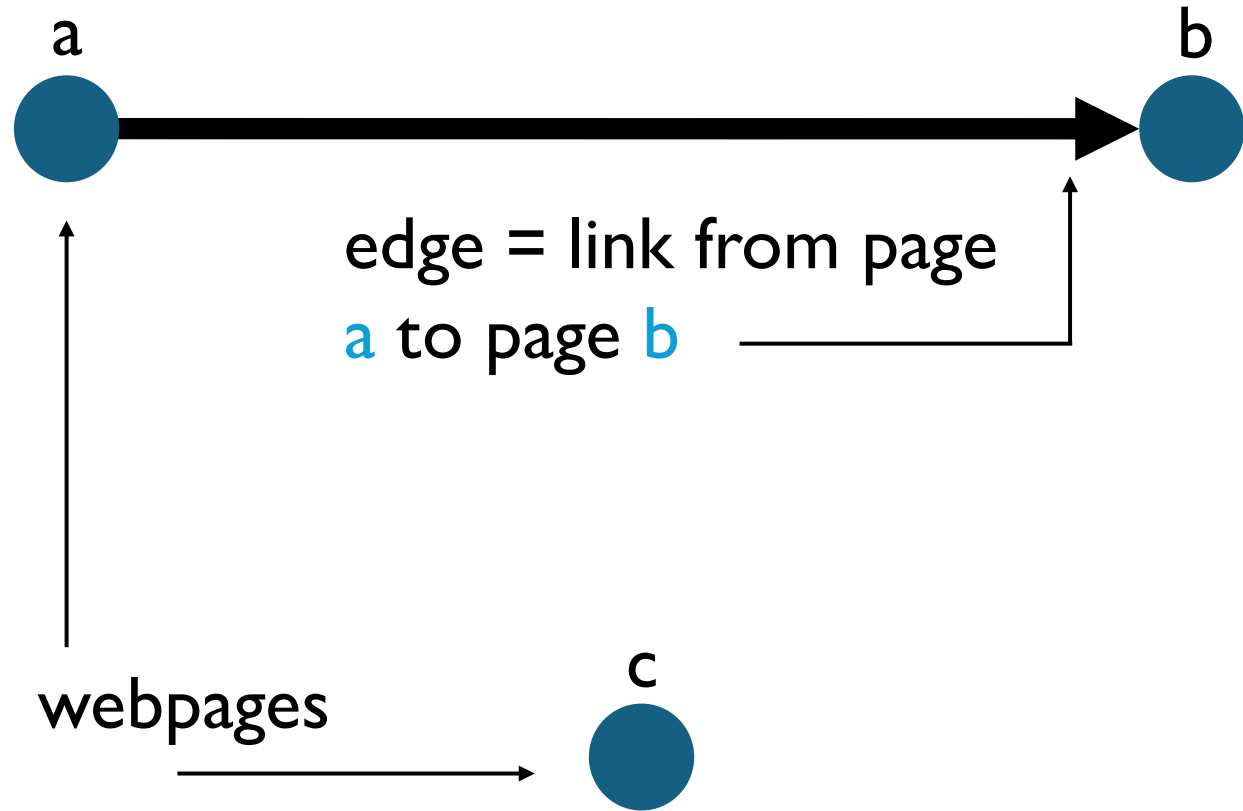 a
b
edge = link from page
a to page b
webpages
c